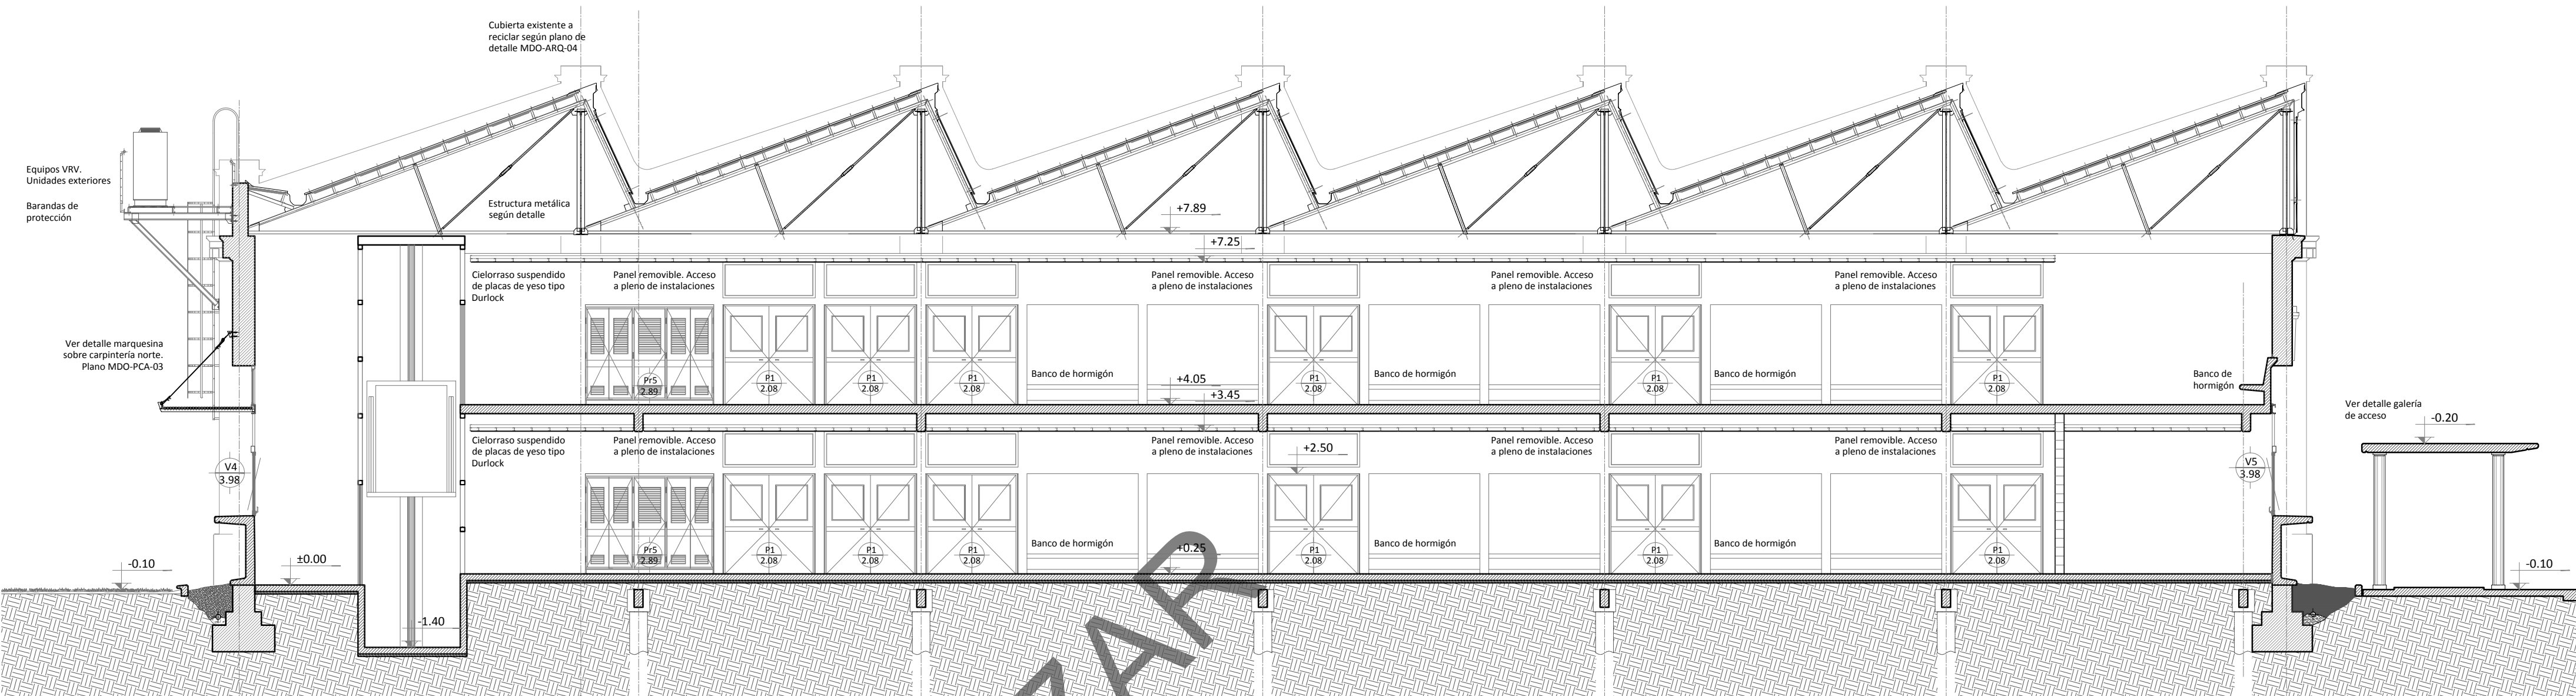 Cubierta existente a
reciclar según plano de
detalle MDO-ARQ-04
Equipos VRV.
Unidades exteriores
Barandas de
protección
Estructura metálica
según detalle
+7.89
+7.25
Cielorraso suspendido
de placas de yeso tipo
Durlock
Panel removible. Acceso
a pleno de instalaciones
Panel removible. Acceso
a pleno de instalaciones
Panel removible. Acceso
a pleno de instalaciones
Panel removible. Acceso
a pleno de instalaciones
Ver detalle marquesina
sobre carpintería norte.
Plano MDO-PCA-03
Pr5
2.89
P1
2.08
P1
2.08
P1
2.08
Banco de hormigón
+4.05
+3.45
P1
2.08
Banco de hormigón
P1
2.08
Banco de hormigón
P1
2.08
Banco de
hormigón
Ver detalle galería
de acceso
-0.20
Cielorraso suspendido
de placas de yeso tipo
Durlock
Panel removible. Acceso
a pleno de instalaciones
Panel removible. Acceso
a pleno de instalaciones
+2.50
Panel removible. Acceso
a pleno de instalaciones
Panel removible. Acceso
a pleno de instalaciones
V4
3.98
V5
3.98
-0.10
±0.00
Pr5
2.89
P1
2.08
P1
2.08
P1
2.08
Banco de hormigón
+0.25
P1
2.08
Banco de hormigón
P1
2.08
Banco de hormigón
P1
2.08
-0.10
-1.40
ZAR